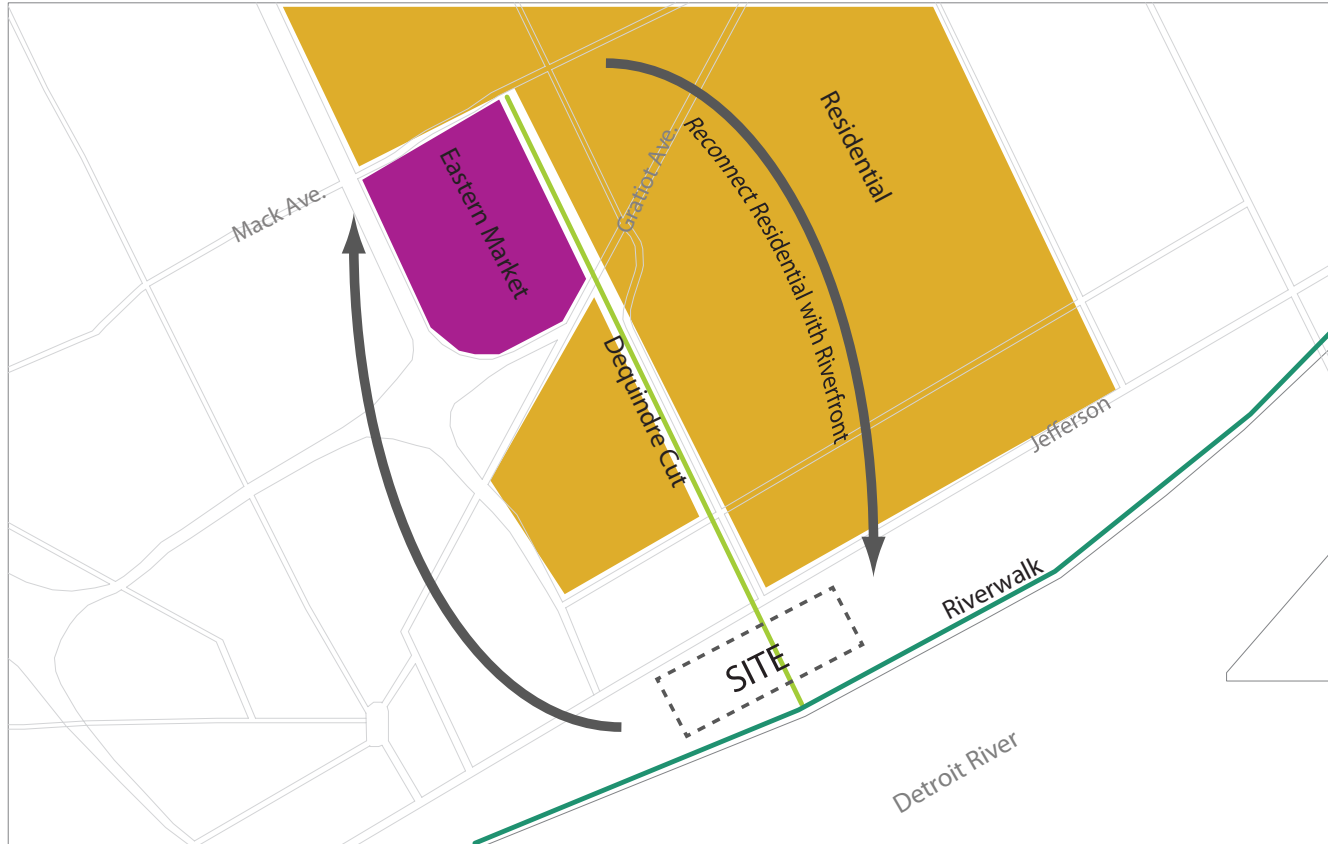 Residential
Reconnect Residential with Riverfront
Gratiot Ave.
Eastern Market
Mack Ave.
Dequindre Cut
Jefferson
Riverwalk
SITE
Detroit River